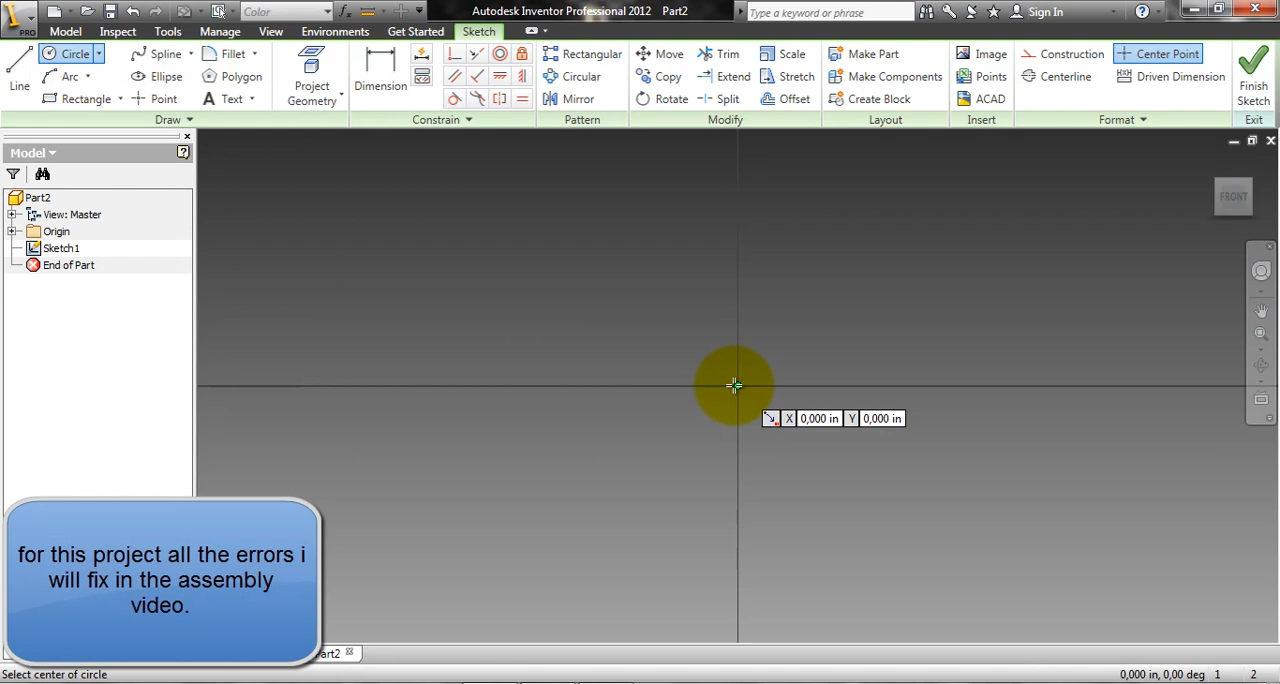 PRO
Color
Autodesk Inventor Professional 2012 Part2
Type a keyword or phrase
Sign In
Model Inspect Tools Manage View Environments Get Started Sketch
Line
Circle
Arc
Rectangle
Spline
Ellipse
Point
Fillet
Polygon
Text
Project
Geometry
Dimension
Rectangular
Circular
Mirror
Move
Copy
Rotate
Trim
Extend
Split
Scale
Stretch
Offset
Make Part
Make Components
Create Block
Image
Points
ACAD
Construction
Centerline
Center Point
Driven Dimension
Finish
Sketch
Draw Constrain Pattern Modify Layout Insert Format Exit
Model
Part2
View: Master
Origin
Sketch1
End of Part
FRONT
X 0,000 in Y 0,000 in
for this project all the errors i
will fix in the assembly
video.
Part2
Select center of circle
0,000 in, 0,00 deg 1 2